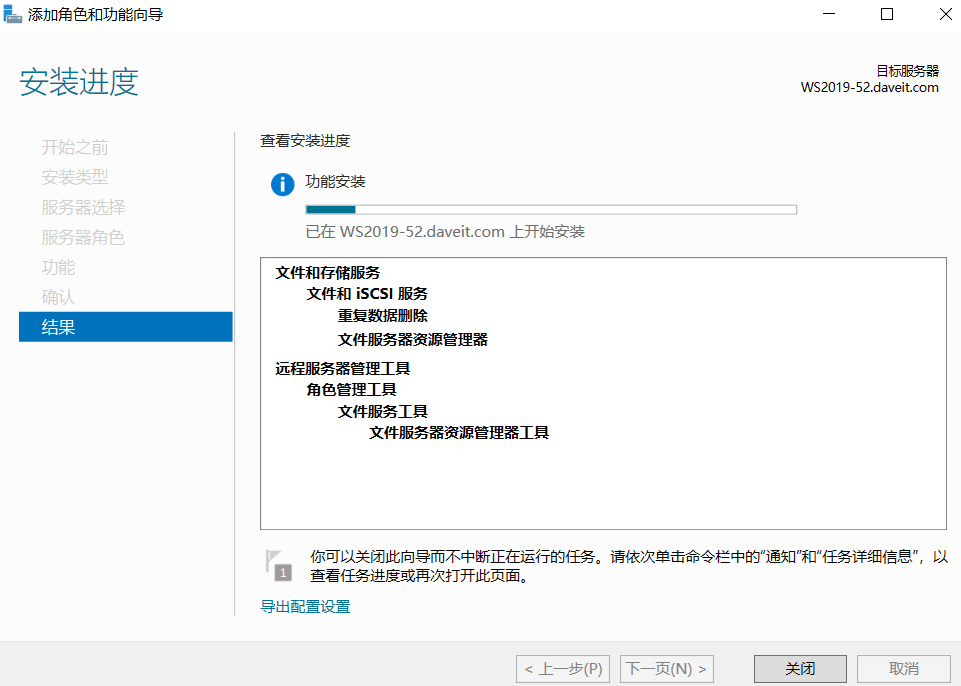 添加角色和功能向导
安装进度
目标服务器
WS2019-52.daveit.com
开始之前
安装类型
服务器选择
服务器角色
功能
确认
结果
查看安装进度
功能安装
已在 WS2019-52.daveit.com 上开始安装
文件和存储服务
文件和 iSCSI 服务
重复数据删除
文件服务器资源管理器
远程服务器管理工具
角色管理工具
文件服务工具
文件服务器资源管理器工具
1
你可以关闭此向导而不中断正在运行的任务。请依次单击命令栏中的“通知”和“任务详细信息”，以
查看任务进度或再次打开此页面。
导出配置设置
< 上一步(P)
下一页(N) >
关闭
取消